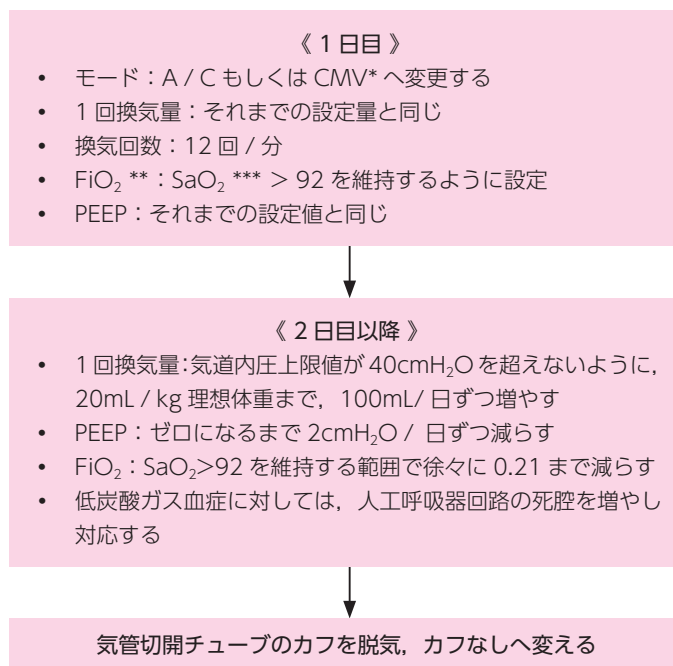 《 1 日目 》
• モード：A / C もしくは CMV* へ変更する
• 1 回換気量：それまでの設定量と同じ
• 換気回数：12 回 / 分
• FiO₂ **：SaO₂ *** > 92 を維持するように設定
• PEEP：それまでの設定値と同じ
《 2 日目以降 》
• 1 回換気量：気道内圧上限値が 40cmH₂O を超えないように，
20mL / kg 理想体重まで，100mL/ 日ずつ増やす
• PEEP：ゼロになるまで 2cmH₂O / 日ずつ減らす
• FiO₂：SaO₂>92 を維持する範囲で徐々に 0.21 まで減らす
• 低炭酸ガス血症に対しては，人工呼吸器回路の死腔を増やし
対応する
気管切開チューブのカフを脱気，カフなしへ変える